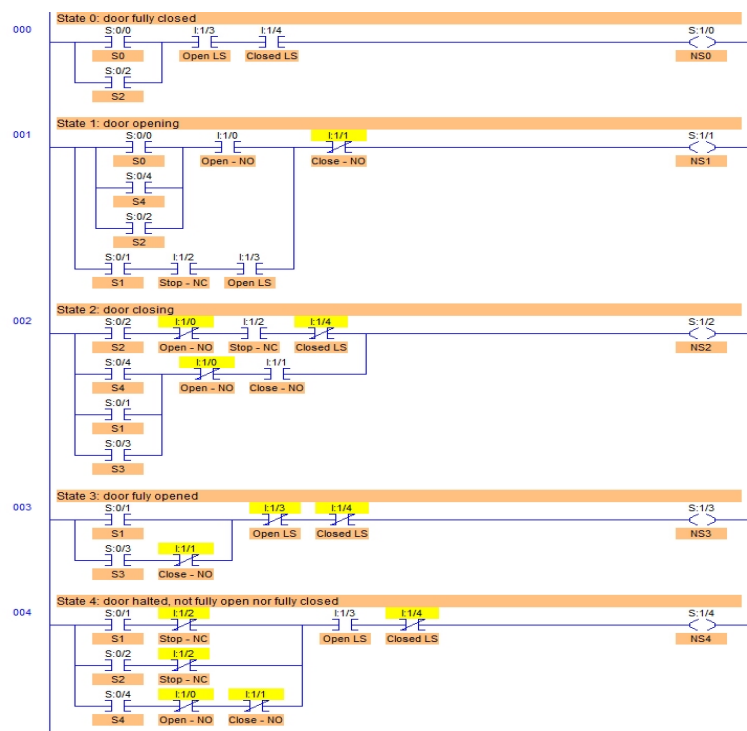 State 0: door fully closed
000 S:0/0 I:1/3 I:1/4 S:1/0
S0 Open LS Closed LS NS0
S:0/2
S2
State 1: door opening
001 S:0/0 I:1/0 I:1/1 S:1/1
S0 Open - NO Close - NO NS1
S:0/4
S4
S:0/2
S2
S:0/1 I:1/2 I:1/3
S1 Stop - NC Open LS
State 2: door closing
002 S:0/2 I:1/0 I:1/2 I:1/4 S:1/2
S2 Open - NO Stop - NC Closed LS NS2
S:0/4 I:1/0 I:1/1
S4 Open - NO Close - NO
S:0/1
S1
S:0/3
S3
State 3: door fuly opened
003 S:0/1 I:1/3 I:1/4 S:1/3
S1 Open LS Closed LS NS3
S:0/3 I:1/1
S3 Close - NO
State 4: door halted, not fully open nor fully closed
004 S:0/1 I:1/2 I:1/3 I:1/4 S:1/4
S1 Stop - NC Open LS Closed LS NS4
S:0/2 I:1/2
S2 Stop - NC
S:0/4 I:1/0 I:1/1
S4 Open - NO Close - NO